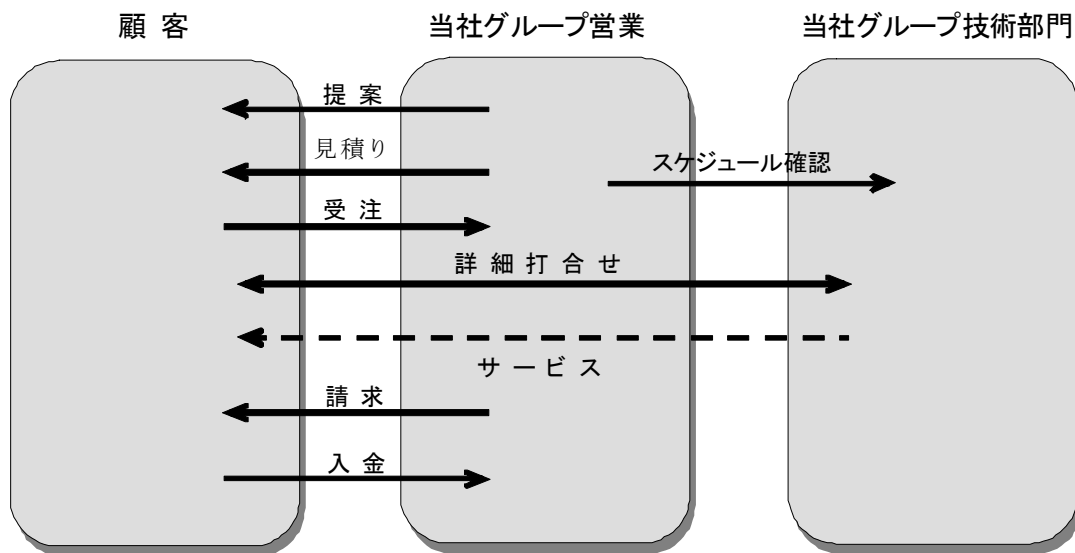 顧 客
当社グループ営業
当社グループ技術部門
提 案
見積り
スケジュール確認
受 注
詳 細 打 合 せ
サ ー ビ ス
請 求
入 金